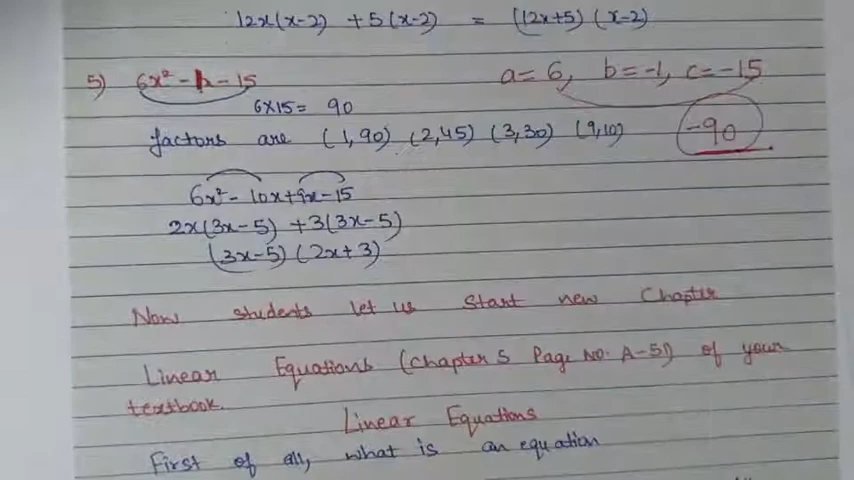 12x(x-2) +5(x-2) = (12x+5) (x-2)
5) 6x² - x - 15 a= 6, b=-1, c=-15
6x15= 90
factors are (1,90) (2,45) (3,30) (9,10) -90
6x² - 10x+9x-15
2x(3x-5) +3(3x-5)
(3x-5) (2x+3)
Now students let us start new Chapter
Linear Equations (Chapter 5 Page No. A-51) of your
textbook.
Linear Equations
First of all, what is an equation